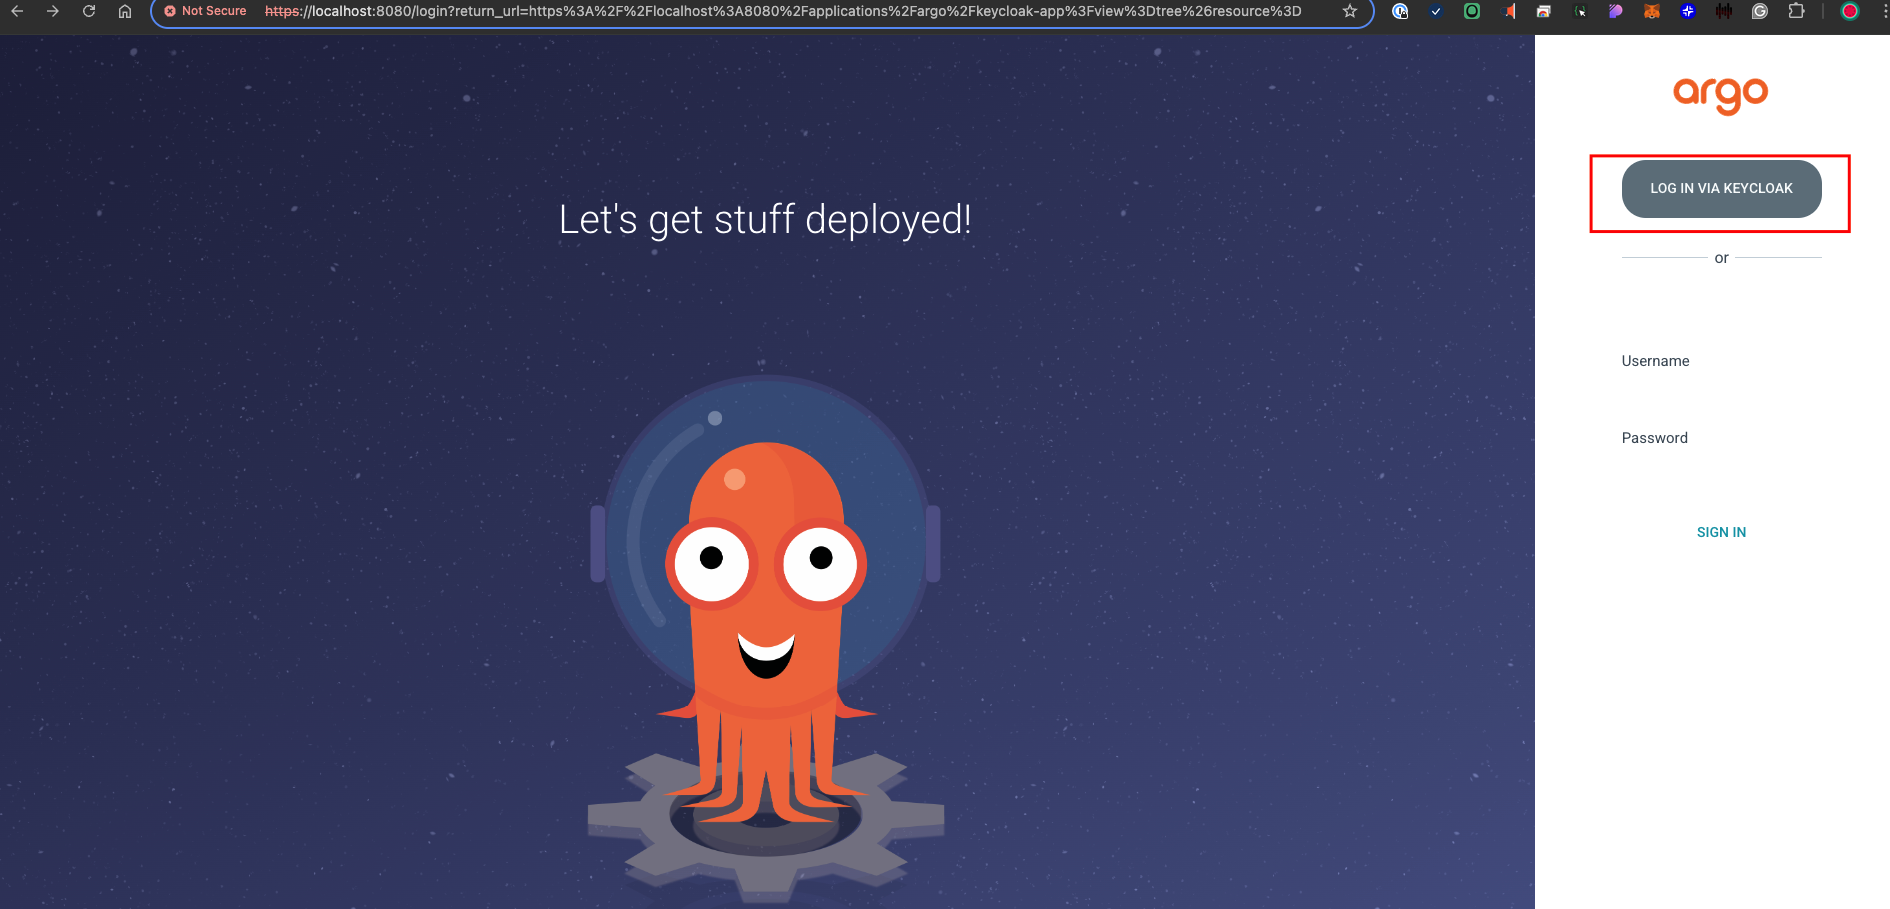 Not Secure https://localhost:8080/login?return_url=https%3A%2F%2Flocalhost%3A8080%2Fapplications%2Fargo%2Fkeycloak-app%3Fview%3Dtree%26resource%3D
argo
LOG IN VIA KEYCLOAK
Let's get stuff deployed!
or
Username
Password
SIGN IN